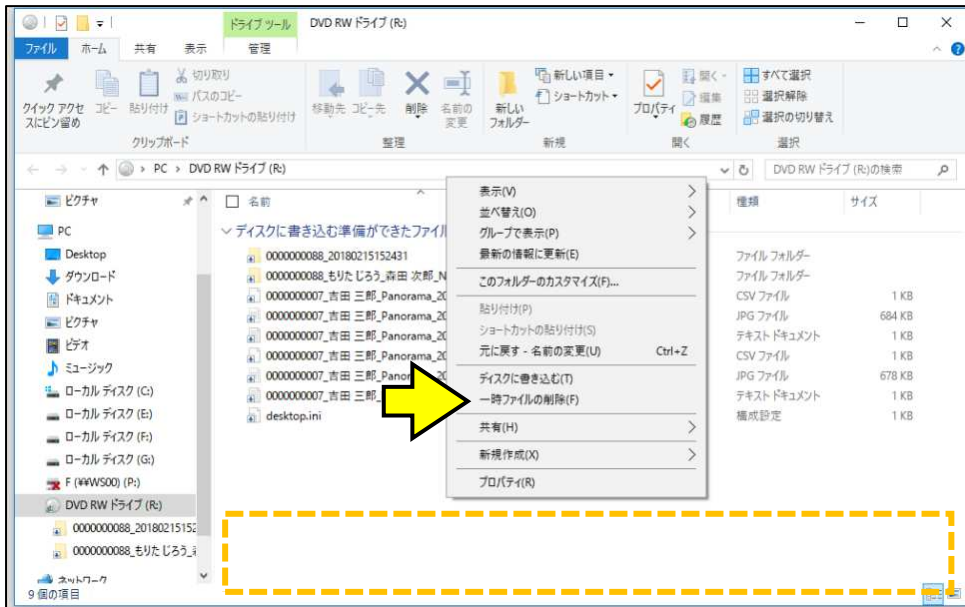 ドライブ ツール DVD RW ドライブ (R:)
ファイル ホーム 共有 表示 管理
クイック アクセスにピン留め
コピー
貼り付け
切り取り
パスのコピー
ショートカットの貼り付け
クリップボード
移動先
コピー先
削除
名前の変更
整理
新しいフォルダー
新しい項目
ショートカット
新規
プロパティ
開く
編集
履歴
開く
すべて選択
選択解除
選択の切り替え
選択
PC > DVD RW ドライブ (R:)
DVD RW ドライブ (R:)の検索
ピクチャ
PC
Desktop
ダウンロード
ドキュメント
ピクチャ
ビデオ
ミュージック
ローカル ディスク (C:)
ローカル ディスク (E:)
ローカル ディスク (F:)
ローカル ディスク (G:)
F (¥¥WS00) (P:)
DVD RW ドライブ (R:)
0000000088_2018021515
0000000088_もりた じろう
ネットワーク
名前 種類 サイズ
ディスクに書き込む準備ができたファイル
0000000088_20180215152431 ファイル フォルダー
0000000088_もりた じろう_森田 次郎_N ファイル フォルダー
0000000007_吉田 三郎_Panorama_20 CSV ファイル 1 KB
0000000007_吉田 三郎_Panorama_20 JPG ファイル 684 KB
0000000007_吉田 三郎_Panorama_20 テキスト ドキュメント 1 KB
0000000007_吉田 三郎_Panorama_20 CSV ファイル 1 KB
0000000007_吉田 三郎_Panor JPG ファイル 678 KB
0000000007_吉田 三郎_ テキスト ドキュメント 1 KB
desktop.ini 構成設定 1 KB
表示(V)
並べ替え(O)
グループで表示(P)
最新の情報に更新(E)
このフォルダーのカスタマイズ(F)...
貼り付け(P)
ショートカットの貼り付け(S)
元に戻す - 名前の変更(U) Ctrl+Z
ディスクに書き込む(T)
一時ファイルの削除(F)
共有(H)
新規作成(X)
プロパティ(R)
9 個の項目